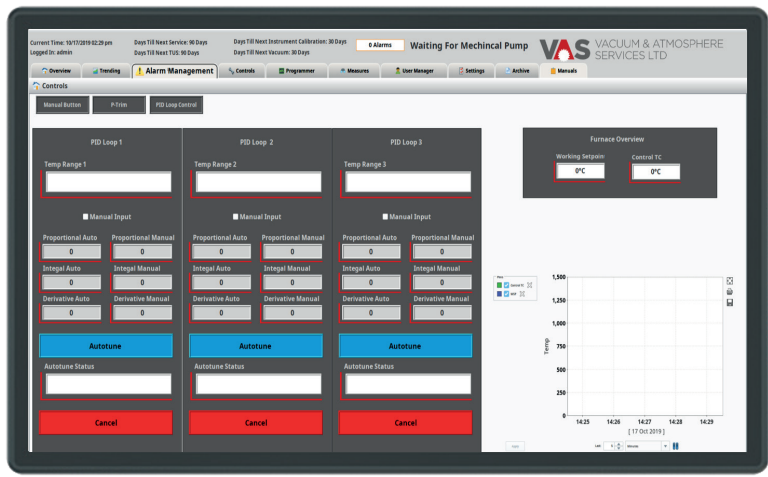 Current Time: 10/17/2019 02:29 pm
Logged In: admin
Days Till Next Service: 90 Days
Days Till Next TUS: 90 Days
Days Till Next Instrument Calibration: 30 Days
Days Till Next Vacuum: 30 Days
0 Alarms
Waiting For Mechincal Pump
VAS VACUUM & ATMOSPHERE
SERVICES LTD
Overview Trending Alarm Management Controls Programmer Measures User Manager Settings Archive Manuals
Controls
Manual Button P-Trim PID Loop Control
PID Loop 1
Temp Range 1
Manual Input
Proportional Auto Proportional Manual
0 0
Integal Auto Integal Manual
0 0
Derivative Auto Derivative Manual
0 0
Autotune
Autotune Status
Cancel
PID Loop 2
Temp Range 2
Manual Input
Proportional Auto Proportional Manual
0 0
Integal Auto Integal Manual
0 0
Derivative Auto Derivative Manual
0 0
Autotune
Autotune Status
Cancel
PID Loop 3
Temp Range 3
Manual Input
Proportional Auto Proportional Manual
0 0
Integal Auto Integal Manual
0 0
Derivative Auto Derivative Manual
0 0
Autotune
Autotune Status
Cancel
Furnace Overview
Working Setpoin Control TC
0°C 0°C
Control TC
WSP
Temp
1,500
1,250
1,000
750
500
250
0
14:25 14:26 14:27 14:28 14:29
[ 17 Oct 2019 ]
5 Minutes